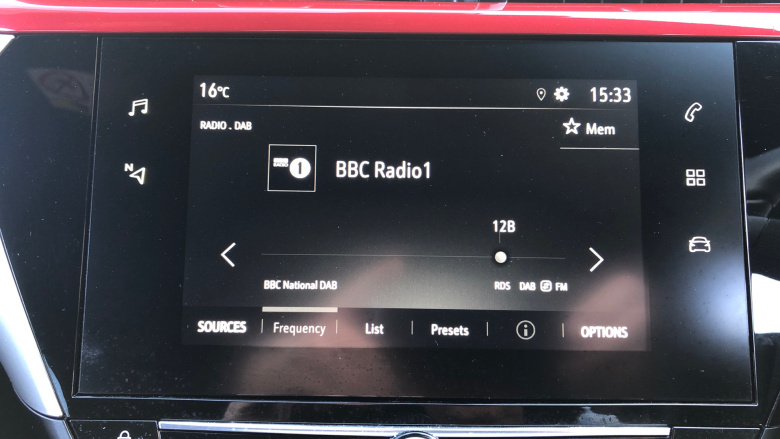 16°C 15:33
RADIO . DAB
Mem
1 BBC Radio1
12B
N
BBC National DAB RDS DAB FM
SOURCES Frequency List Presets i OPTIONS